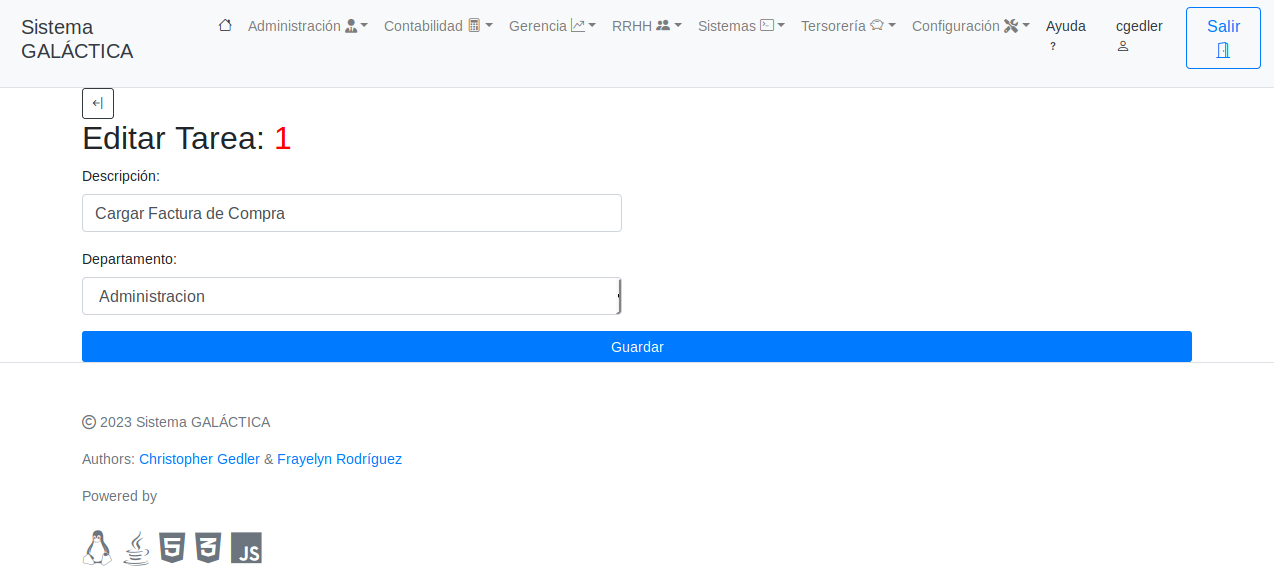 Sistema
GALÁCTICA
Administración
Contabilidad
Gerencia
RRHH
Sistemas
Tersorería
Configuración
Ayuda
?
cgedler
Salir
Editar Tarea: 1
Descripción:
Cargar Factura de Compra
Departamento:
Administracion
Guardar
© 2023 Sistema GALÁCTICA
Authors: Christopher Gedler & Frayelyn Rodríguez
Powered by
JS